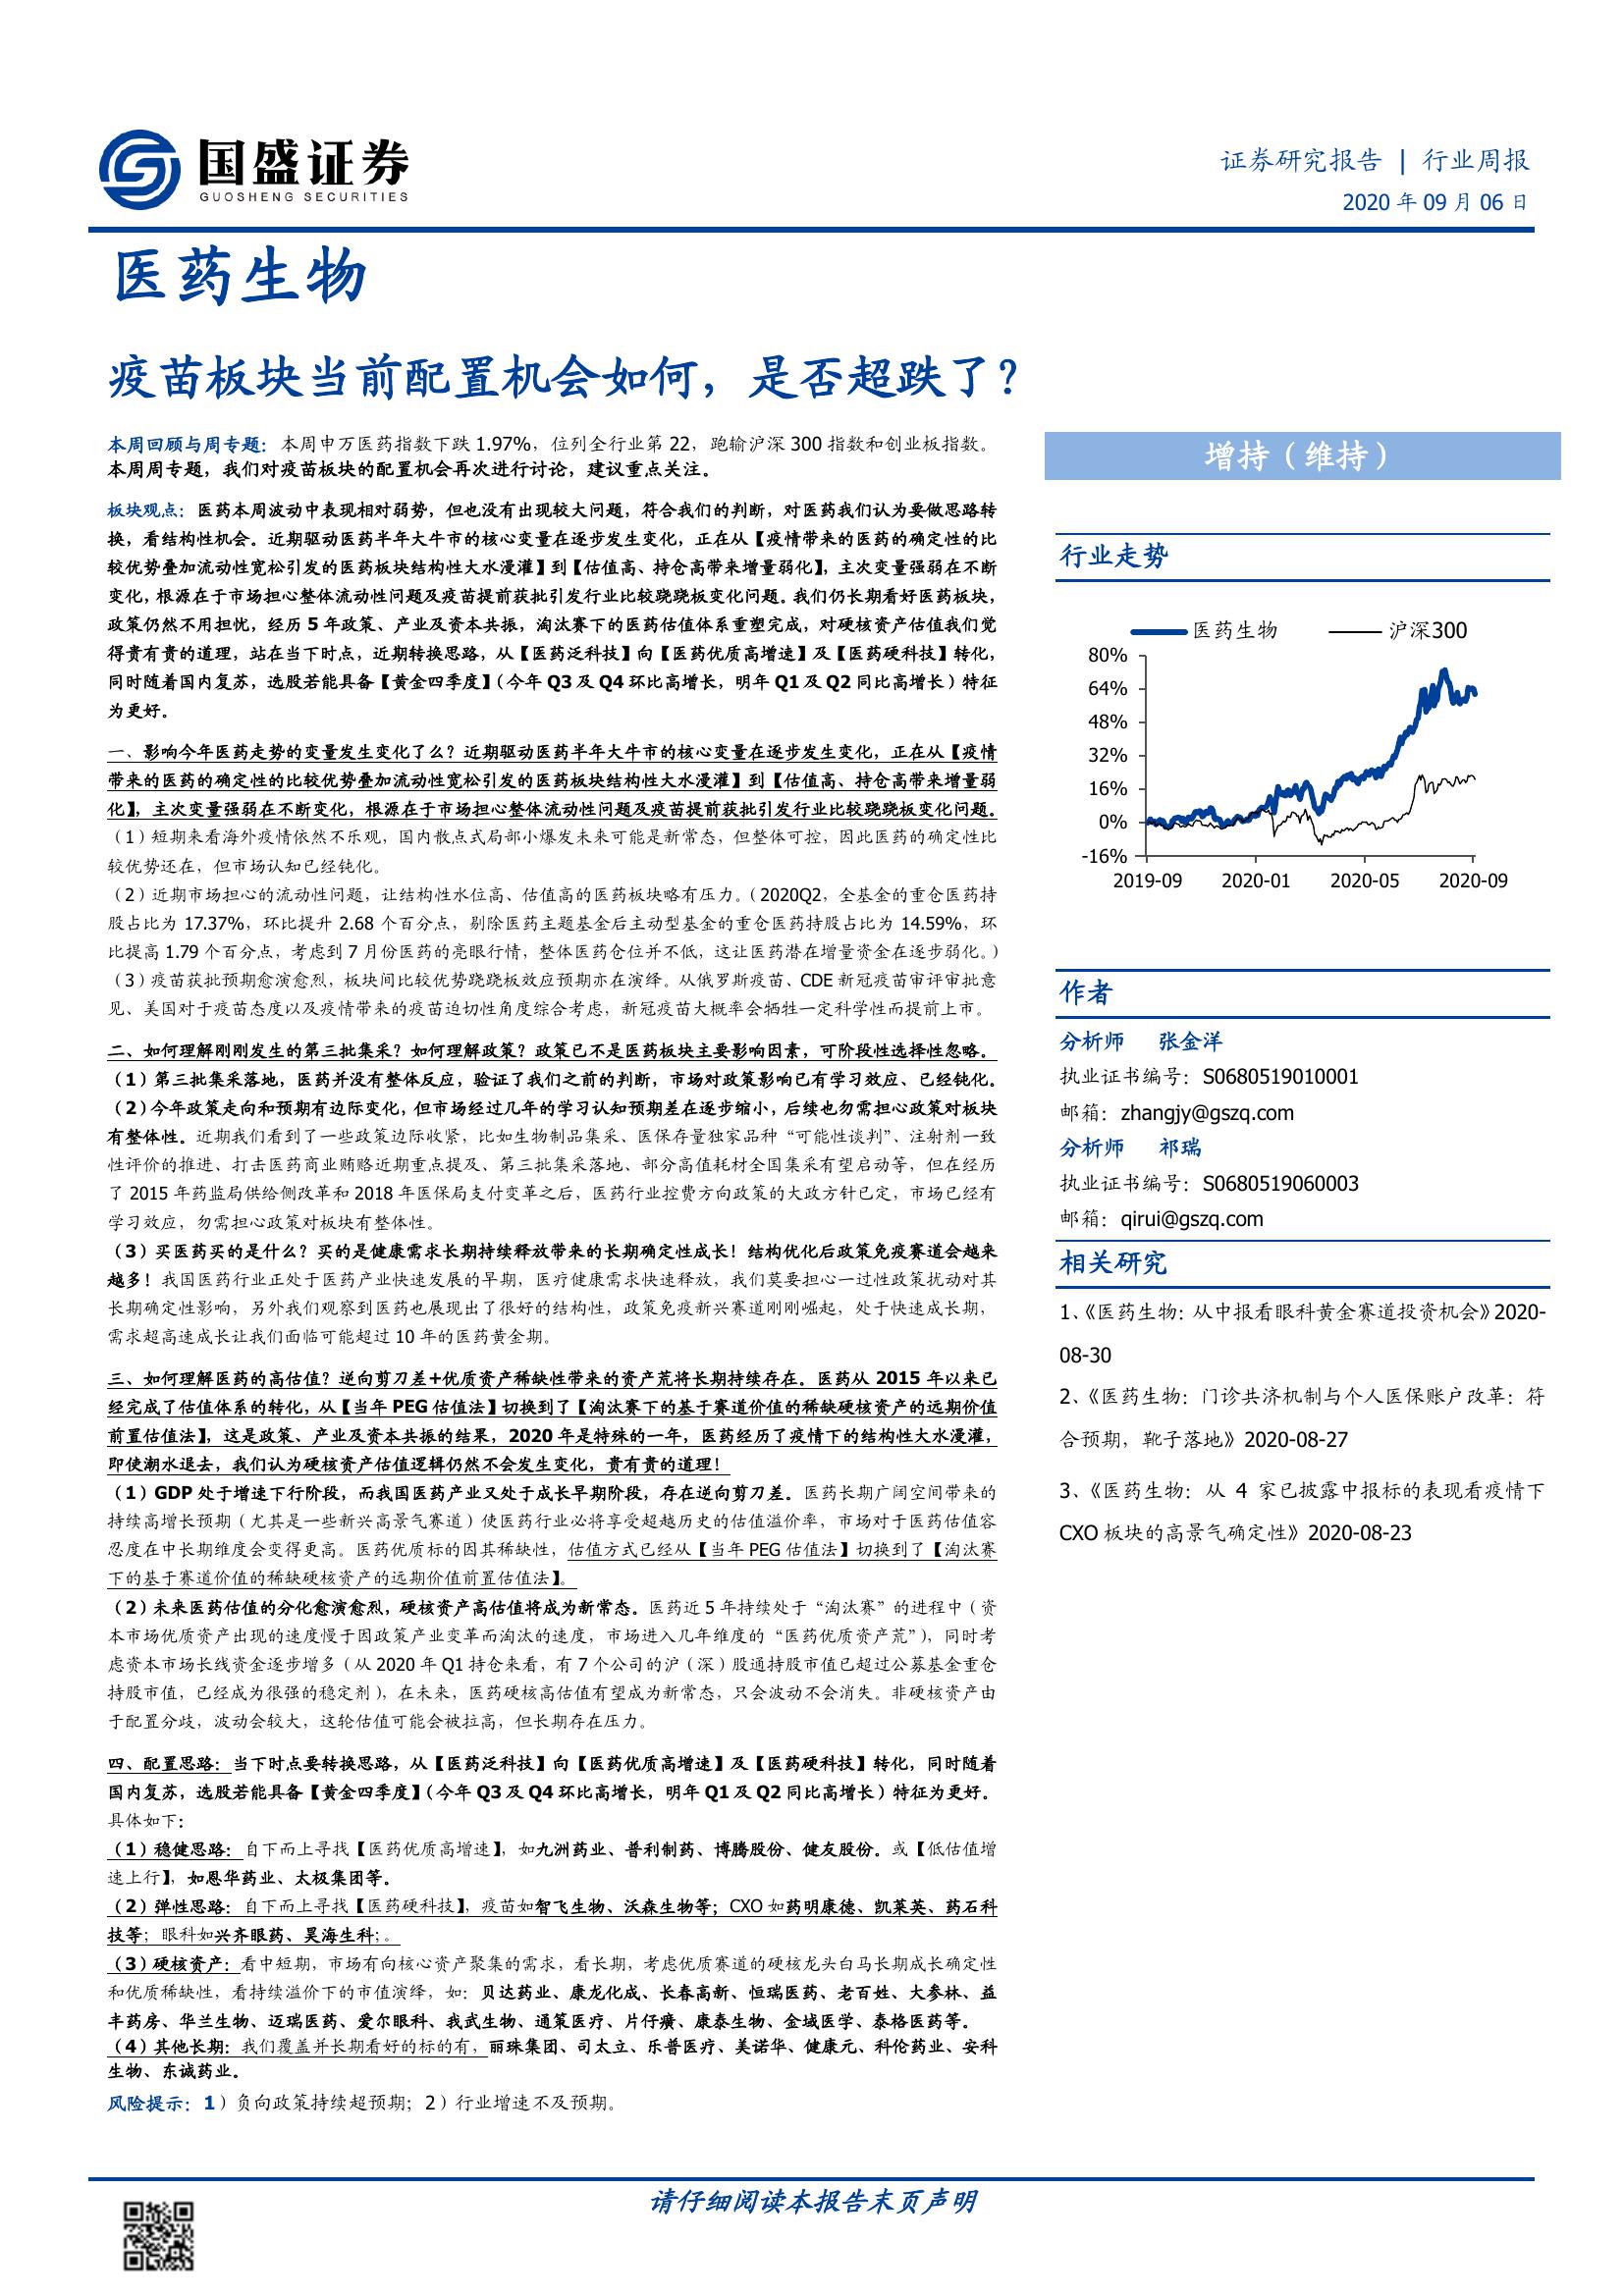 国盛证券
GUOSHENG SECURITIES
证券研究报告 | 行业周报
2020 年 09 月 06 日
医药生物
疫苗板块当前配置机会如何，是否超跌了？
本周回顾与周专题：本周申万医药指数下跌 1.97%，位列全行业第 22，跑输沪深 300 指数和创业板指数。
本周周专题，我们对疫苗板块的配置机会再次进行讨论，建议重点关注。
板块观点：医药本周波动中表现相对弱势，但也没有出现较大问题，符合我们的判断，对医药我们认为要做思路转
换，看结构性机会。近期驱动医药半年大牛市的核心变量在逐步发生变化，正在从【疫情带来的医药的确定性的比
较优势叠加流动性宽松引发的医药板块结构性大水漫灌】到【估值高、持仓高带来增量弱化】，主次变量强弱在不断
变化，根源在于市场担心整体流动性问题及疫苗提前获批引发行业比较跷跷板变化问题。我们仍长期看好医药板块，
政策仍然不用担忧，经历 5 年政策、产业及资本共振，淘汰赛下的医药估值体系重塑完成，对硬核资产估值我们觉
得贵有贵的道理，站在当下时点，近期转换思路，从【医药泛科技】向【医药优质高增速】及【医药硬科技】转化，
同时随着国内复苏，选股若能具备【黄金四季度】（今年 Q3 及 Q4 环比高增长，明年 Q1 及 Q2 同比高增长）特征
为更好。
一、影响今年医药走势的变量发生变化了么？近期驱动医药半年大牛市的核心变量在逐步发生变化，正在从【疫情
带来的医药的确定性的比较优势叠加流动性宽松引发的医药板块结构性大水漫灌】到【估值高、持仓高带来增量弱
化】，主次变量强弱在不断变化，根源在于市场担心整体流动性问题及疫苗提前获批引发行业比较跷跷板变化问题。
（1）短期来看海外疫情依然不乐观，国内散点式局部小爆发未来可能是新常态，但整体可控，因此医药的确定性比
较优势还在，但市场认知已经钝化。
（2）近期市场担心的流动性问题，让结构性水位高、估值高的医药板块略有压力。（2020Q2，全基金的重仓医药持
股占比为 17.37%，环比提升 2.68 个百分点，剔除医药主题基金后主动型基金的重仓医药持股占比为 14.59%，环
比提高 1.79 个百分点，考虑到 7 月份医药的亮眼行情，整体医药仓位并不低，这让医药潜在增量资金在逐步弱化。）
（3）疫苗获批预期愈演愈烈，板块间比较优势跷跷板效应预期亦在演绎。从俄罗斯疫苗、CDE 新冠疫苗审评审批意
见、美国对于疫苗态度以及疫情带来的疫苗迫切性角度综合考虑，新冠疫苗大概率会牺牲一定科学性而提前上市。
二、如何理解刚刚发生的第三批集采？如何理解政策？政策已不是医药板块主要影响因素，可阶段性选择性忽略。
（1）第三批集采落地，医药并没有整体反应，验证了我们之前的判断，市场对政策影响已有学习效应、已经钝化。
（2）今年政策走向和预期有边际变化，但市场经过几年的学习认知预期差在逐步缩小，后续也勿需担心政策对板块
有整体性。近期我们看到了一些政策边际收紧，比如生物制品集采、医保存量独家品种“可能性谈判”、注射剂一致
性评价的推进、打击医药商业贿赂近期重点提及、第三批集采落地、部分高值耗材全国集采有望启动等，但在经历
了 2015 年药监局供给侧改革和 2018 年医保局支付变革之后，医药行业控费方向政策的大政方针已定，市场已经有
学习效应，勿需担心政策对板块有整体性。
（3）买医药买的是什么？买的是健康需求长期持续释放带来的长期确定性成长！结构优化后政策免疫赛道会越来
越多！我国医药行业正处于医药产业快速发展的早期，医疗健康需求快速释放，我们莫要担心一过性政策扰动对其
长期确定性影响，另外我们观察到医药也展现出了很好的结构性，政策免疫新兴赛道刚刚崛起，处于快速成长期，
需求超高速成长让我们面临可能超过 10 年的医药黄金期。
三、如何理解医药的高估值？逆向剪刀差+优质资产稀缺性带来的资产荒将长期持续存在。医药从 2015 年以来已
经完成了估值体系的转化，从【当年 PEG 估值法】切换到了【淘汰赛下的基于赛道价值的稀缺硬核资产的远期价值
前置估值法】，这是政策、产业及资本共振的结果，2020 年是特殊的一年，医药经历了疫情下的结构性大水漫灌，
即使潮水退去，我们认为硬核资产估值逻辑仍然不会发生变化，贵有贵的道理！
（1）GDP 处于增速下行阶段，而我国医药产业又处于成长早期阶段，存在逆向剪刀差。医药长期广阔空间带来的
持续高增长预期（尤其是一些新兴高景气赛道）使医药行业必将享受超越历史的估值溢价率，市场对于医药估值容
忍度在中长期维度会变得更高。医药优质标的因其稀缺性，估值方式已经从【当年 PEG 估值法】切换到了【淘汰赛
下的基于赛道价值的稀缺硬核资产的远期价值前置估值法】。
（2）未来医药估值的分化愈演愈烈，硬核资产高估值将成为新常态。医药近 5 年持续处于“淘汰赛”的进程中（资
本市场优质资产出现的速度慢于因政策产业变革而淘汰的速度，市场进入几年维度的“医药优质资产荒”），同时考
虑资本市场长线资金逐步增多（从 2020 年 Q1 持仓来看，有 7 个公司的沪（深）股通持股市值已超过公募基金重仓
持股市值，已经成为很强的稳定剂），在未来，医药硬核高估值有望成为新常态，只会波动不会消失。非硬核资产由
于配置分歧，波动会较大，这轮估值可能会被拉高，但长期存在压力。
四、配置思路：当下时点要转换思路，从【医药泛科技】向【医药优质高增速】及【医药硬科技】转化，同时随着
国内复苏，选股若能具备【黄金四季度】（今年 Q3 及 Q4 环比高增长，明年 Q1 及 Q2 同比高增长）特征为更好。
具体如下：
（1）稳健思路：自下而上寻找【医药优质高增速】，如九洲药业、普利制药、博腾股份、健友股份。或【低估值增
速上行】，如恩华药业、太极集团等。
（2）弹性思路：自下而上寻找【医药硬科技】，疫苗如智飞生物、沃森生物等；CXO 如药明康德、凯莱英、药石科
技等；眼科如兴齐眼药、昊海生科；。
（3）硬核资产：看中短期，市场有向核心资产聚集的需求，看长期，考虑优质赛道的硬核龙头白马长期成长确定性
和优质稀缺性，看持续溢价下的市值演绎，如：贝达药业、康龙化成、长春高新、恒瑞医药、老百姓、大参林、益
丰药房、华兰生物、迈瑞医药、爱尔眼科、我武生物、通策医疗、片仔癀、康泰生物、金域医学、泰格医药等。
（4）其他长期：我们覆盖并长期看好的标的有，丽珠集团、司太立、乐普医疗、美诺华、健康元、科伦药业、安科
生物、东诚药业。
风险提示：1）负向政策持续超预期；2）行业增速不及预期。
增持（维持）
行业走势
医药生物 沪深300
80%
64%
48%
32%
16%
0%
-16%
2019-09 2020-01 2020-05 2020-09
作者
分析师 张金洋
执业证书编号：S0680519010001
邮箱：zhangjy@gszq.com
分析师 祁瑞
执业证书编号：S0680519060003
邮箱：qirui@gszq.com
相关研究
1、《医药生物：从中报看眼科黄金赛道投资机会》2020-
08-30
2、《医药生物：门诊共济机制与个人医保账户改革：符
合预期，靴子落地》2020-08-27
3、《医药生物：从 4 家已披露中报标的表现看疫情下
CXO 板块的高景气确定性》2020-08-23
请仔细阅读本报告末页声明